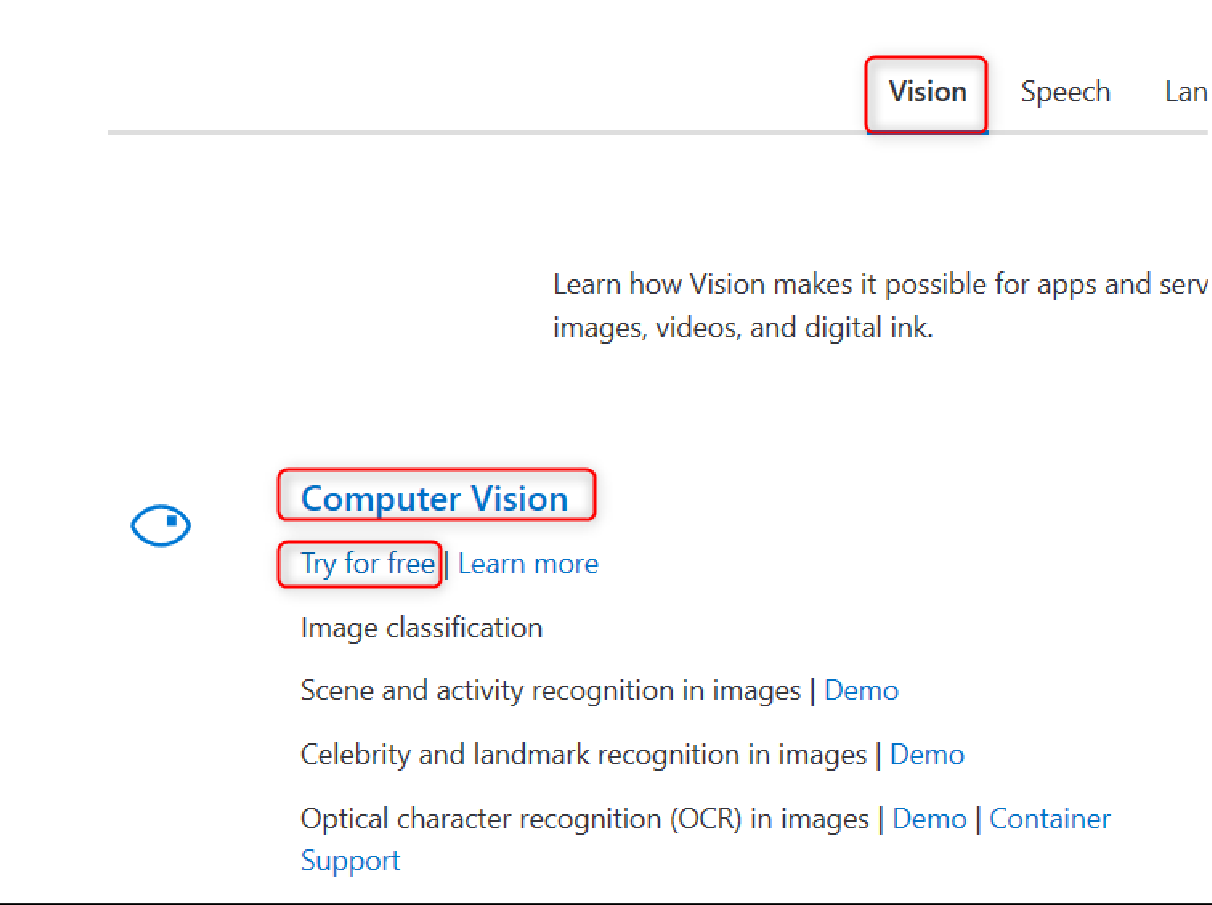 Vision Speech Lan
Learn how Vision makes it possible for apps and serv
images, videos, and digital ink.
Computer Vision
Try for free | Learn more
Image classification
Scene and activity recognition in images | Demo
Celebrity and landmark recognition in images | Demo
Optical character recognition (OCR) in images | Demo | Container
Support